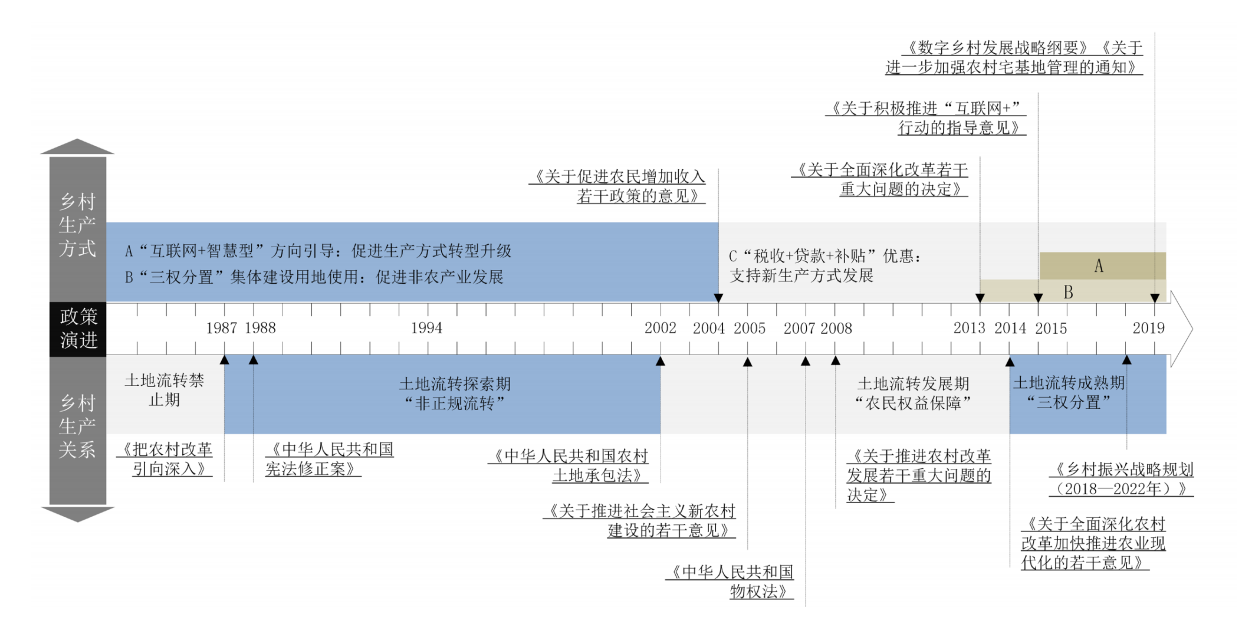 《数字乡村发展战略纲要》《关于
进一步加强农村宅基地管理的通知》
《关于积极推进“互联网+”
行动的指导意见》
《关于全面深化改革若干
重大问题的决定》
《关于促进农民增加收入
若干政策的意见》
乡村
生产
方式
A“互联网+智慧型”方向引导：促进生产方式转型升级
B“三权分置”集体建设用地使用：促进非农产业发展
C“税收+贷款+补贴”优惠：
支持新生产方式发展
A
B
政策
演进
1987 1988 1994 2002 2004 2005 2007 2008 2013 2014 2015 2019
乡村
生产
关系
土地流转禁
止期
土地流转探索期
“非正规流转”
土地流转发展期
“农民权益保障”
土地流转成熟期
“三权分置”
《把农村改革
引向深入》
《中华人民共和国
宪法修正案》
《中华人民共和国农村
土地承包法》
《关于推进社会主义新农村
建设的若干意见》
《中华人民共和国
物权法》
《关于推进农村改革
发展若干重大问题的
决定》
《乡村振兴战略规划
（2018—2022年）》
《关于全面深化农村
改革加快推进农业现
代化的若干意见》